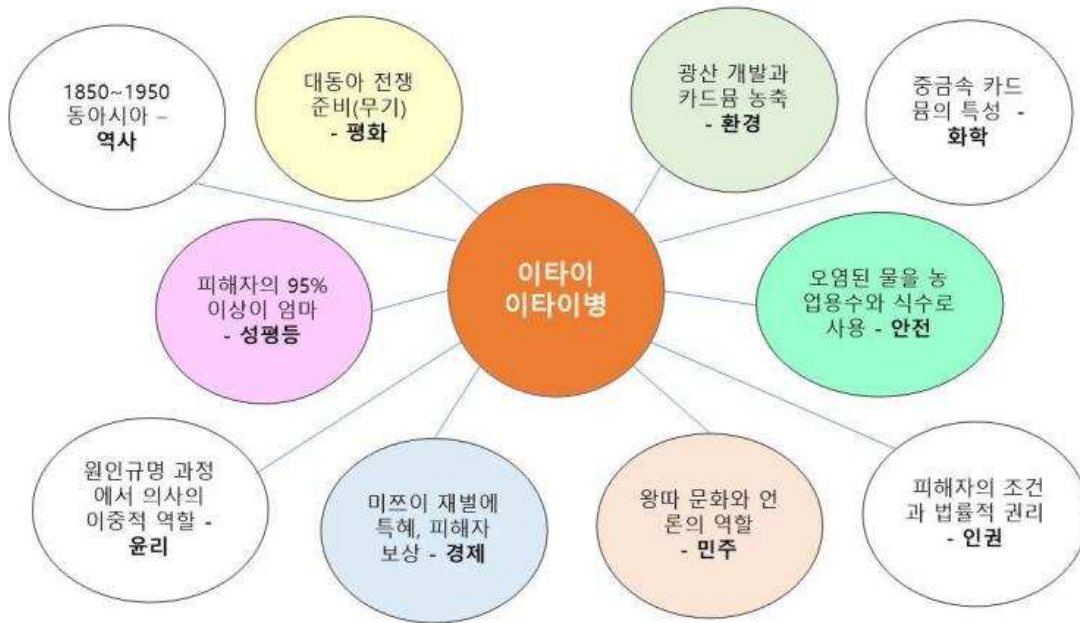 1850~1950
동아시아 –
역사
대동아 전쟁
준비(무기)
- 평화
광산 개발과
카드뮴 농축
- 환경
중금속 카드
뮴의 특성 -
화학
피해자의 95%
이상이 엄마
- 성평등
이타이
이타이병
오염된 물을 농
업용수와 식수로
사용 - 안전
원인규명 과정
에서 의사의
이중적 역할 -
윤리
미쯔이 재벌에
특혜, 피해자
보상 - 경제
왕따 문화와 언
론의 역할
- 민주
피해자의 조건
과 법률적 권리
- 인권